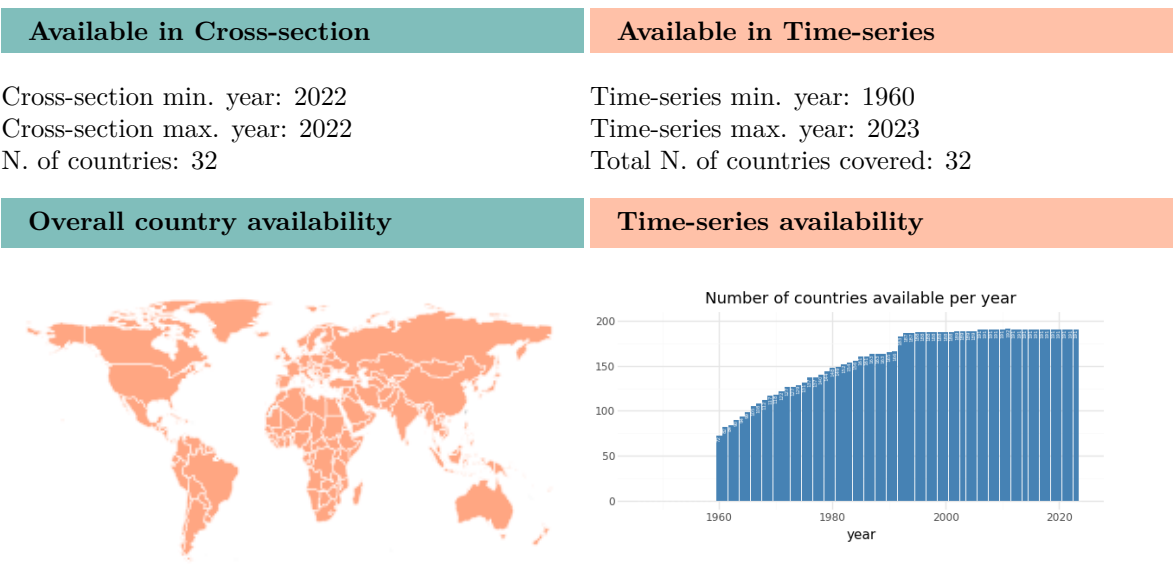 Available in Cross-section
Available in Time-series
Cross-section min. year: 2022
Cross-section max. year: 2022
N. of countries: 32
Time-series min. year: 1960
Time-series max. year: 2023
Total N. of countries covered: 32
Overall country availability
Time-series availability
Number of countries available per year
200
150
100
50
0
1960 1980 2000 2020
year